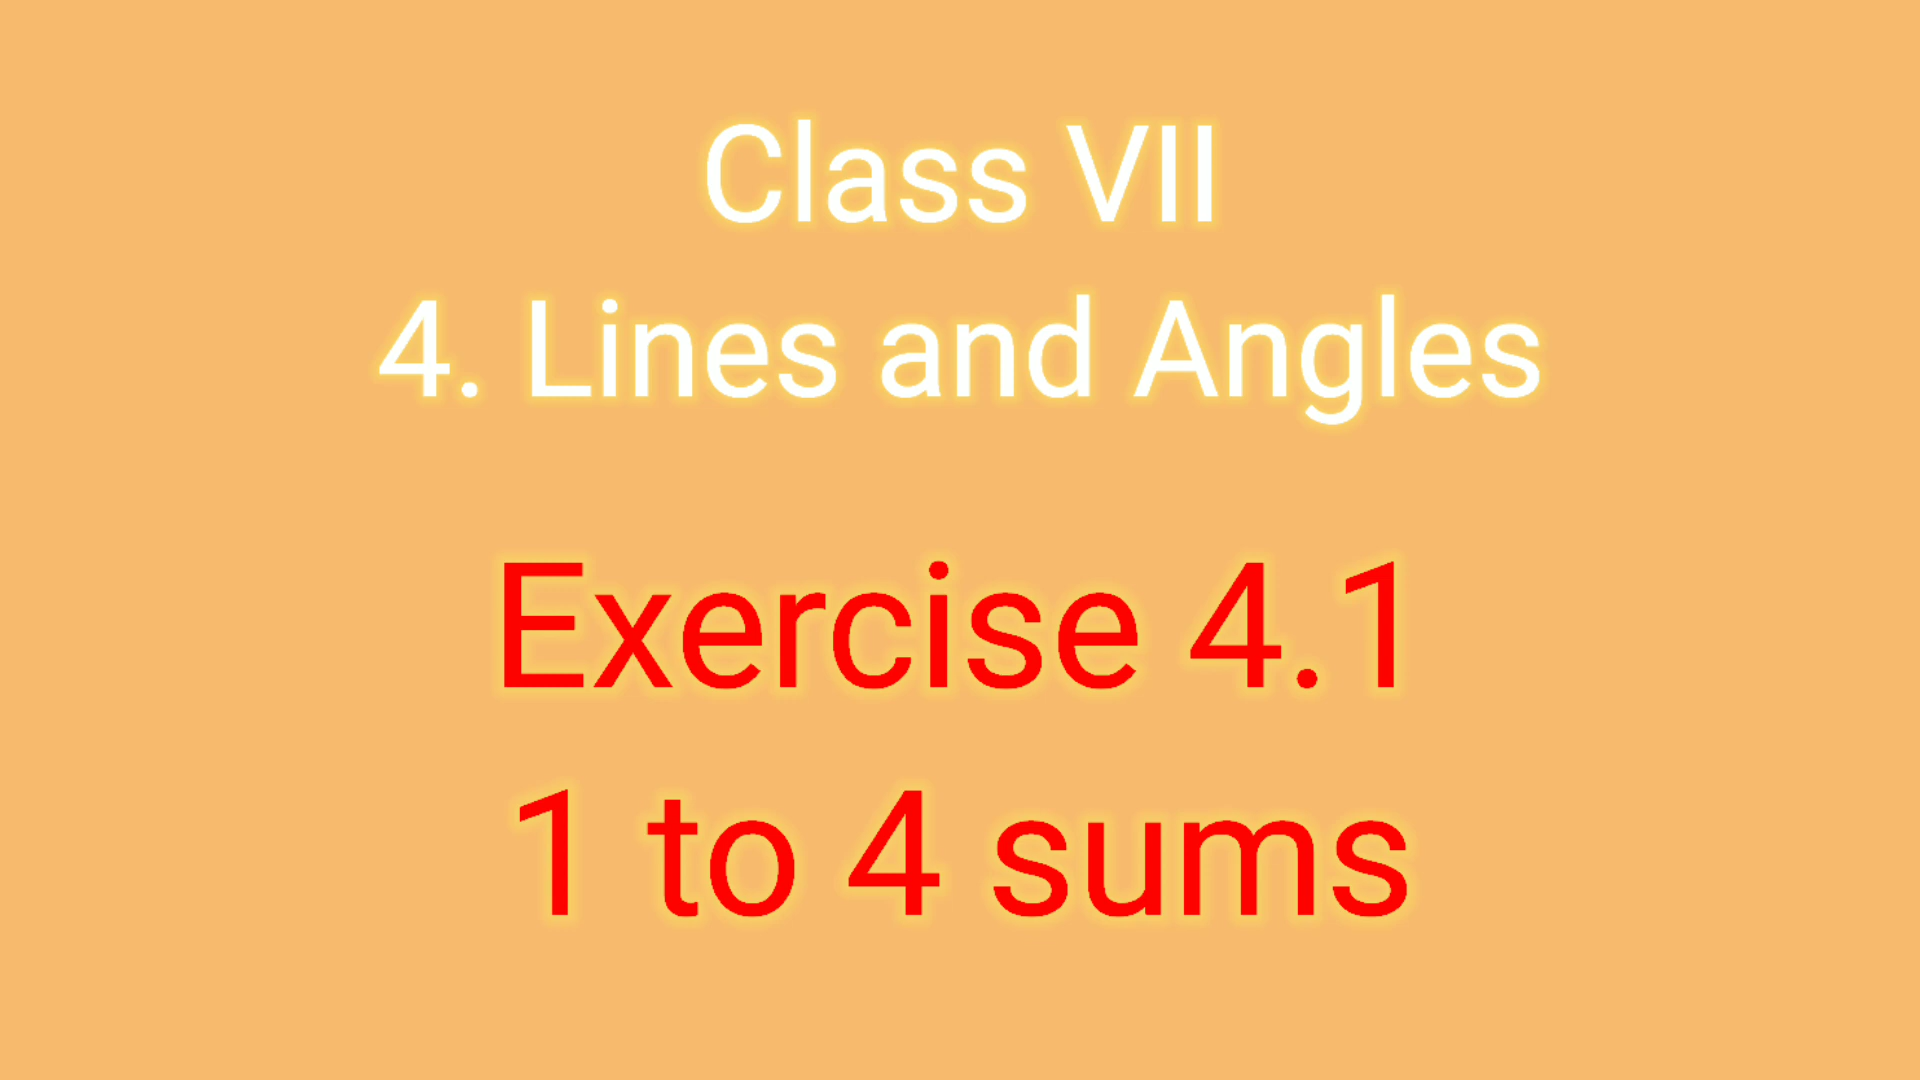 Class VII
4. Lines and Angles
Exercise 4.1
1 to 4 sums